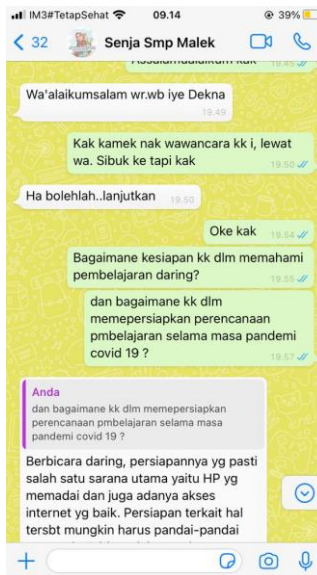 IM3#TetapSehat 09.14 39%
32 Senja Smp Malek
Assalamualaikum kak 19.45
Wa'alaikumsalam wr.wb iye Dekna
19.49
Kak kamek nak wawancara kk i, lewat
wa. Sibuk ke tapi kak 19.50
Ha bolehlah..lanjutkan 19.50
Oke kak 19.54
Bagaimane kesiapan kk dlm memahami
pembelajaran daring? 19.55
dan bagaimane kk dlm
memepersiapkan perencanaan
pmbelajaran selama masa pandemi
covid 19 ? 19.57
Anda
dan bagaimane kk dlm memepersiapkan
perencanaan pmbelajaran selama masa
pandemi covid 19 ?
Berbicara daring, persiapannya yg pasti
salah satu sarana utama yaitu HP yg
memadai dan juga adanya akses
internet yg baik. Persiapan terkait hal
tersbt mungkin harus pandai-pandai